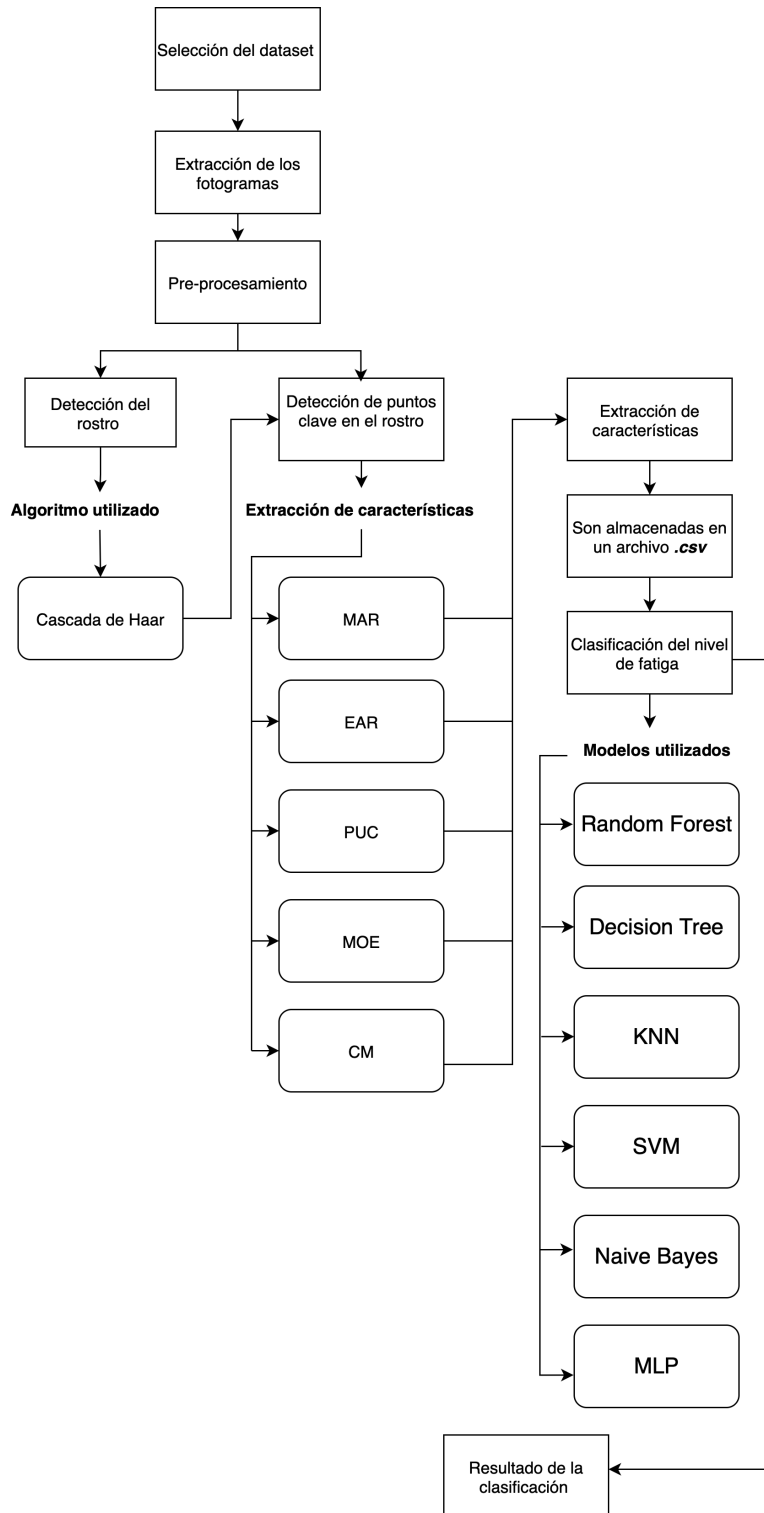 Selección del dataset
Extracción de los
fotogramas
Pre-procesamiento
Detección del
rostro
Algoritmo utilizado
Cascada de Haar
Detección de puntos
clave en el rostro
Extracción de características
MAR
EAR
PUC
MOE
CM
Extracción de
características
Son almacenadas en
un archivo .csv
Clasificación del nivel
de fatiga
Modelos utilizados
Random Forest
Decision Tree
KNN
SVM
Naive Bayes
MLP
Resultado de la
clasificación